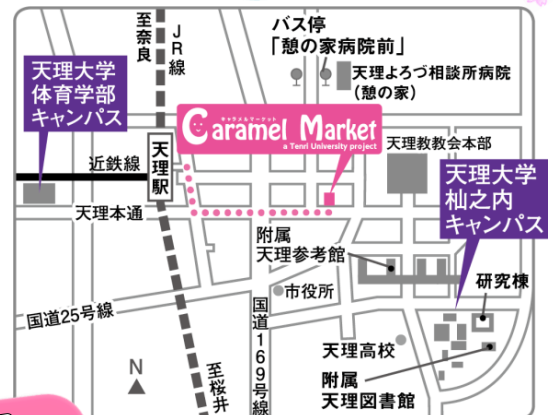 至奈良
JR線
バス停
「憩の家病院前」
天理よろづ相談所病院
(憩の家)
天理大学
体育学部
キャンパス
キャラメルマーケット
Caramel Market
a Tenri University project
天理教教会本部
近鉄線
天理駅
天理大学
杣之内
キャンパス
天理本通
附属
天理参考館
市役所
研究棟
国道25号線
国道169号線
天理高校
N
至桜井
附属
天理図書館